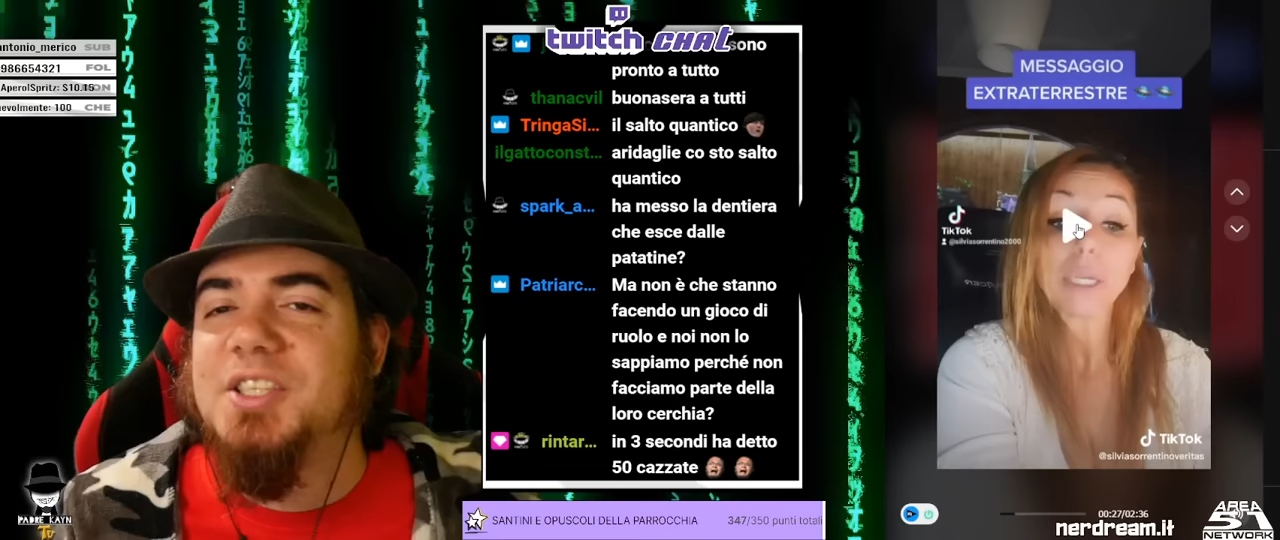 antonio_merico SUB
986654321 FOL
AperolSpritz: $10.15
evolmente: 100 CHE
twitch CHAT
sono
pronto a tutto
thanacvil buonasera a tutti
TringaSi... il salto quantico
ilgattoconst... aridaglie co sto salto
quantico
spark_a... ha messo la dentiera
che esce dalle
patatine?
Patriarc... Ma non è che stanno
facendo un gioco di
ruolo e noi non lo
sappiamo perché non
facciamo parte della
loro cerchia?
rintar... in 3 secondi ha detto
50 cazzate
SANTINI E OPUSCOLI DELLA PARROCCHIA 347/350 punti totali
PADRE KAYN
Tv
MESSAGGIO
EXTRATERRESTRE
TikTok
@silviasorrentino2000
TikTok
@silviasorrentinoveritas
00:27/02:36
nerdream.it
AREA
51
NETWORK